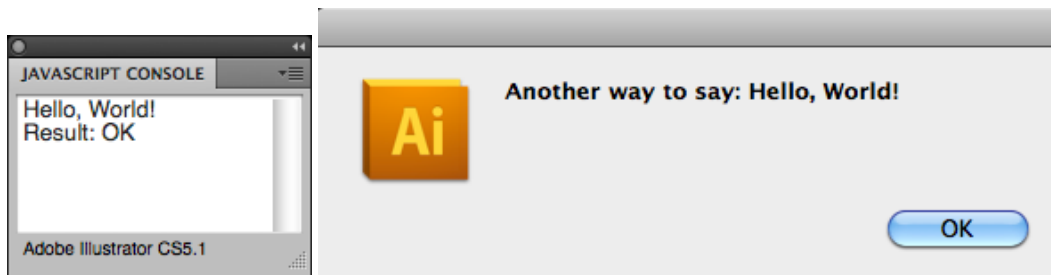 JAVASCRIPT CONSOLE
Hello, World!
Result: OK
Adobe Illustrator CS5.1
Ai
Another way to say: Hello, World!
OK